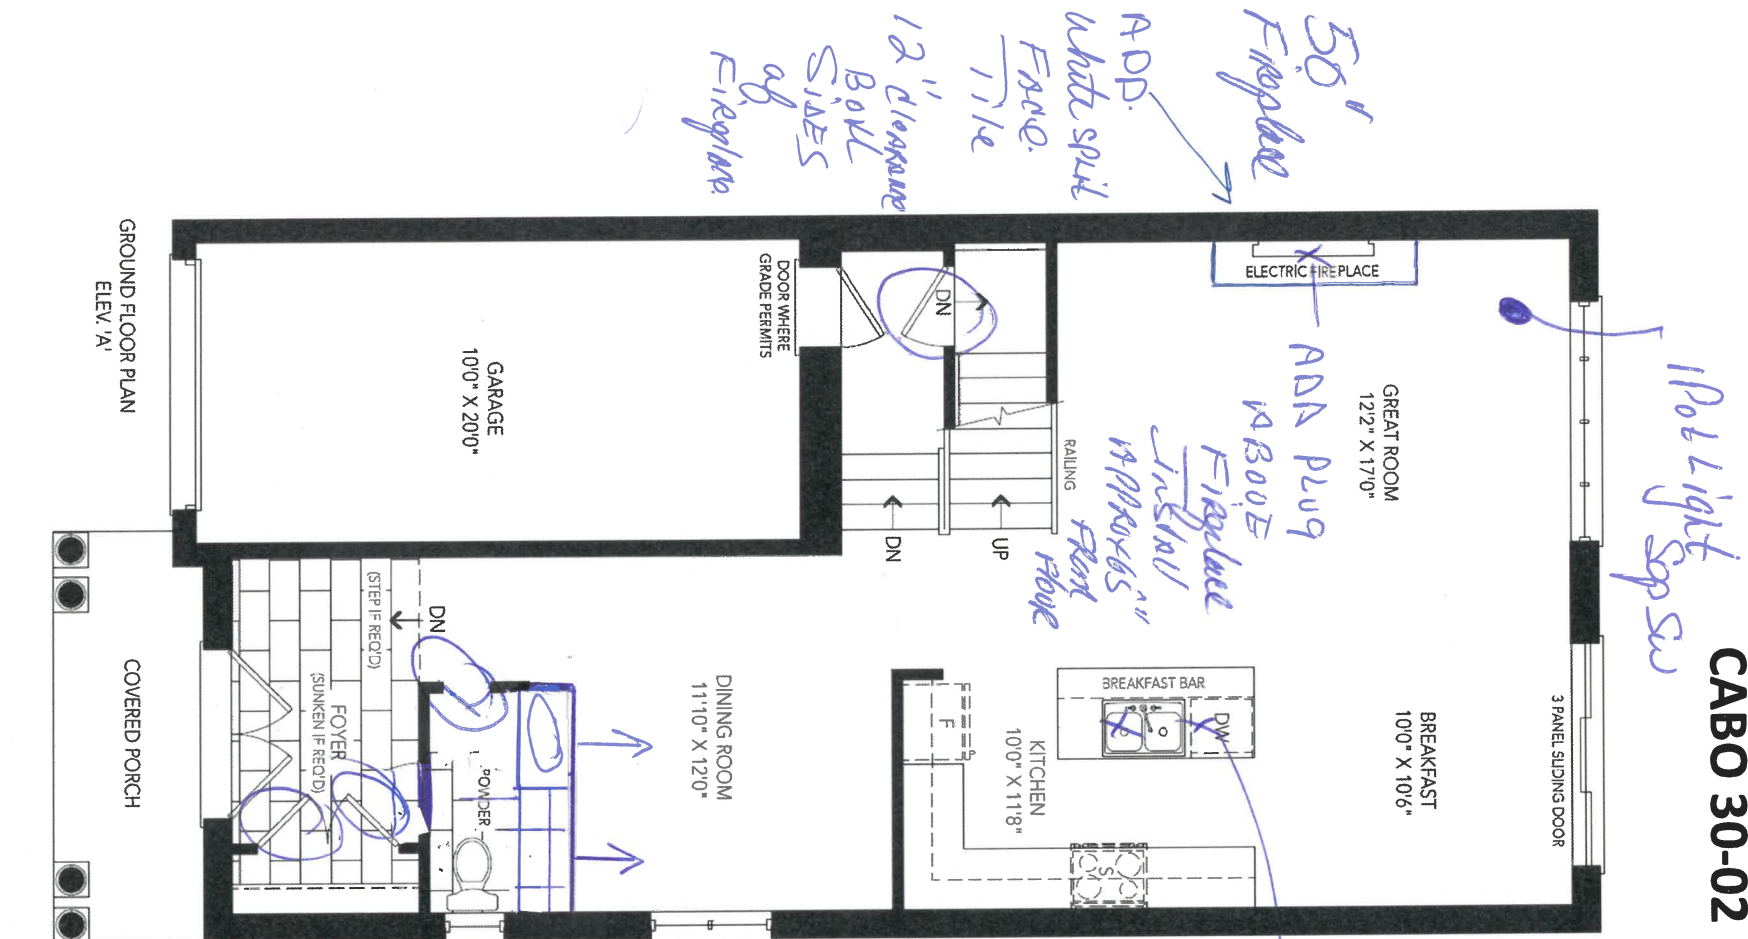 CABO 30-02
1 Pot Light
Sep Sw
50"
Fireplace
ADD.
White split
Face.
Tile
12" clearance
Both
SIDES
of
Fireplace.
ELECTRIC FIREPLACE
ADD PLUG
ABOVE
Fireplace
install
APPROX 65"
FROM
Floor
GREAT ROOM
12'2" X 17'0"
3 PANEL SLIDING DOOR
BREAKFAST
10'0" X 10'6"
BREAKFAST BAR
DW
KITCHEN
10'0" X 11'8"
F
S
RAILING
UP
DN
DN
DOOR WHERE
GRADE PERMITS
DINING ROOM
11'10" X 12'0"
GARAGE
10'0" X 20'0"
POWDER
DN
(STEP IF REQ'D)
FOYER
(SUNKEN IF REQ'D)
COVERED PORCH
GROUND FLOOR PLAN
ELEV. 'A'